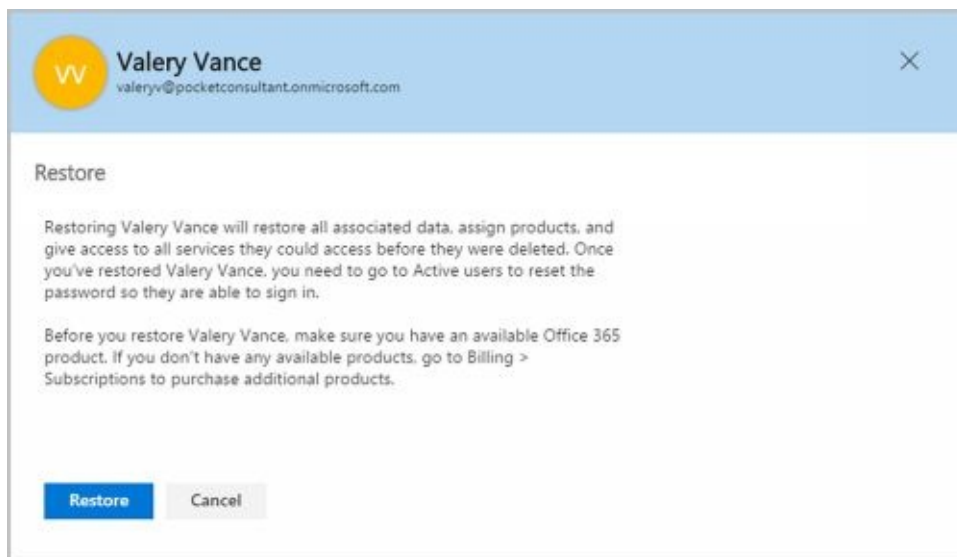 VV
Valery Vance
valeryv@pocketconsultant.onmicrosoft.com
Restore
Restoring Valery Vance will restore all associated data, assign products, and
give access to all services they could access before they were deleted. Once
you've restored Valery Vance, you need to go to Active users to reset the
password so they are able to sign in.
Before you restore Valery Vance, make sure you have an available Office 365
product. If you don't have any available products, go to Billing >
Subscriptions to purchase additional products.
Restore
Cancel